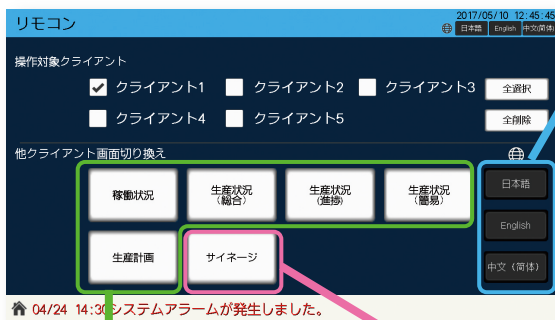 リモコン
2017/05/10 12:45:45
日本語 English 中文(简体)
操作対象クライアント
クライアント1 クライアント2 クライアント3 全選択
クライアント4 クライアント5 全削除
他クライアント画面切り換え
稼働状況 生産状況(総合) 生産状況(進捗) 生産状況(簡易) 日本語
English
生産計画 サイネージ 中文（简体）
04/24 14:30システムアラームが発生しました。